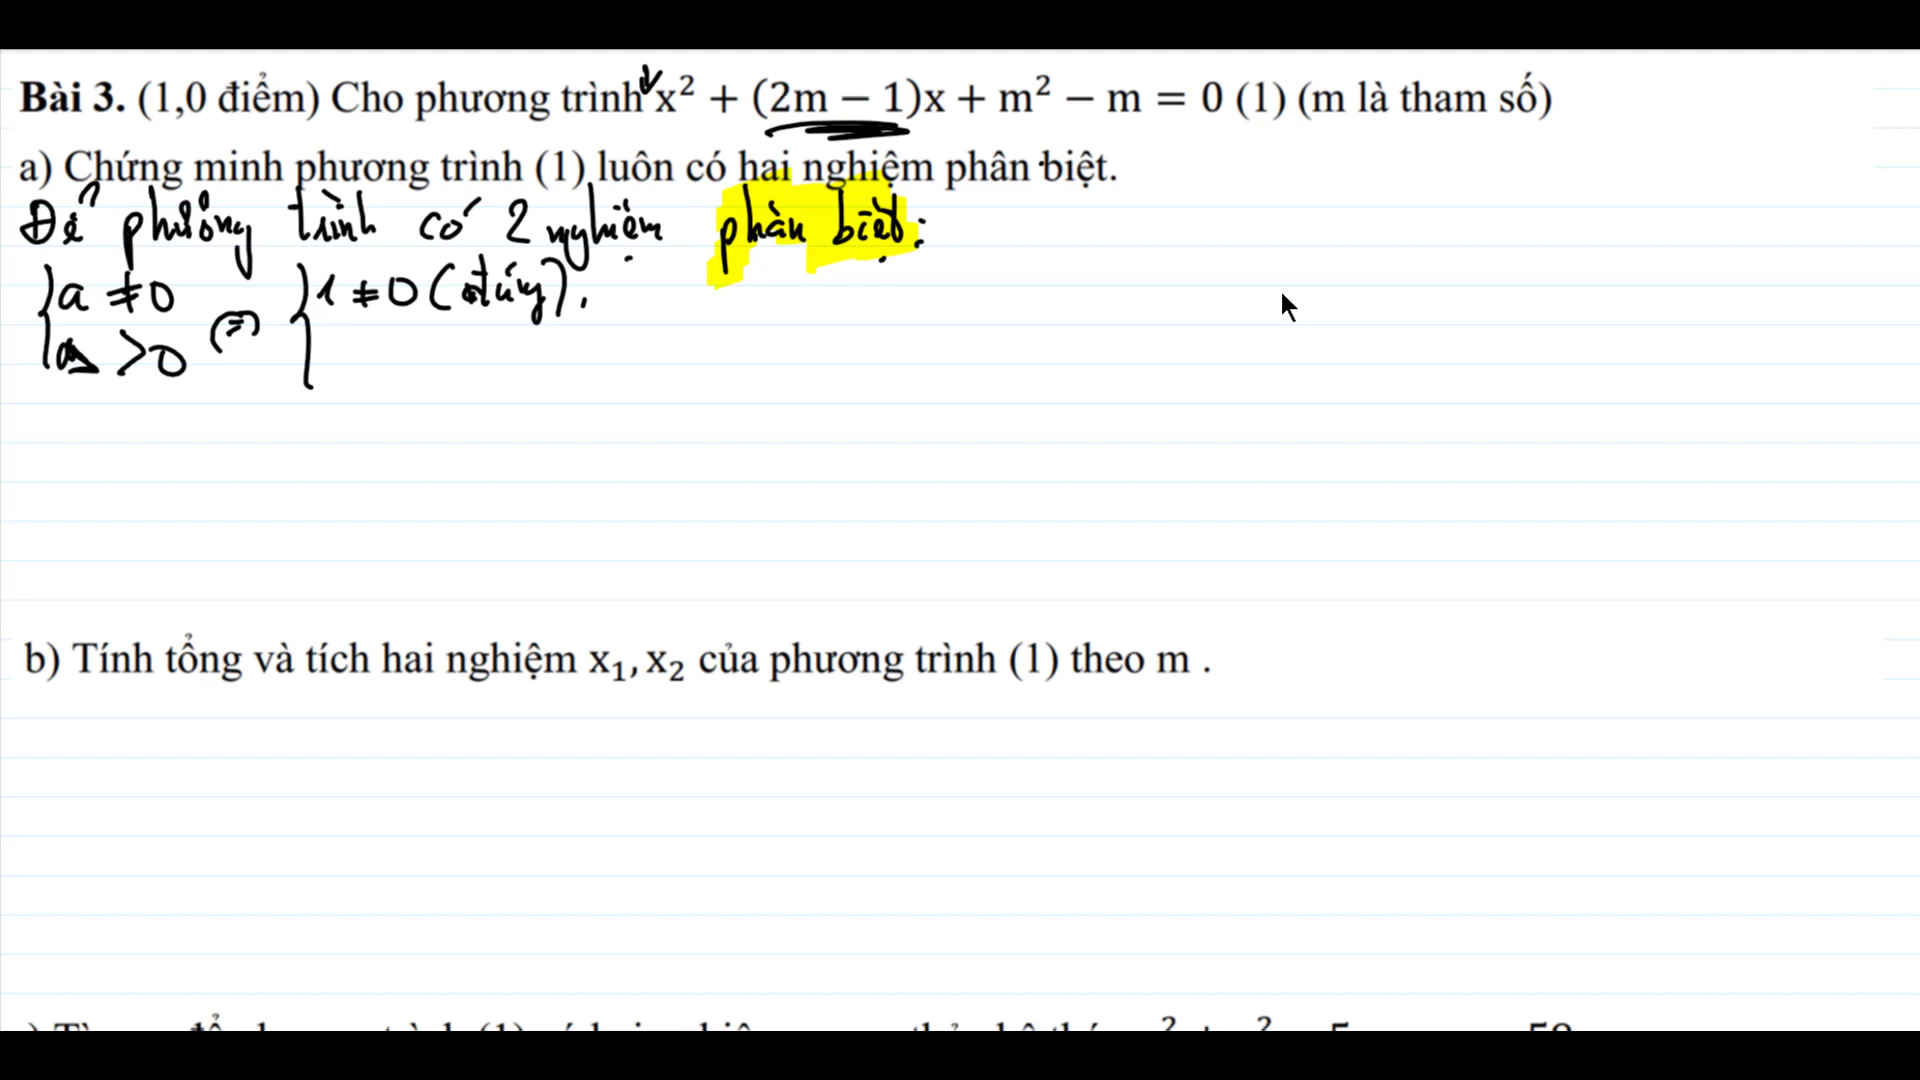 Bài 3. (1,0 điểm) Cho phương trình x² + (2m − 1)x + m² − m = 0 (1) (m là tham số)
a) Chứng minh phương trình (1) luôn có hai nghiệm phân biệt.
Để phương trình có 2 nghiệm phân biệt:
{ a ≠ 0 (=) { 1 ≠ 0 (đúng).
Δ > 0
b) Tính tổng và tích hai nghiệm x₁, x₂ của phương trình (1) theo m .